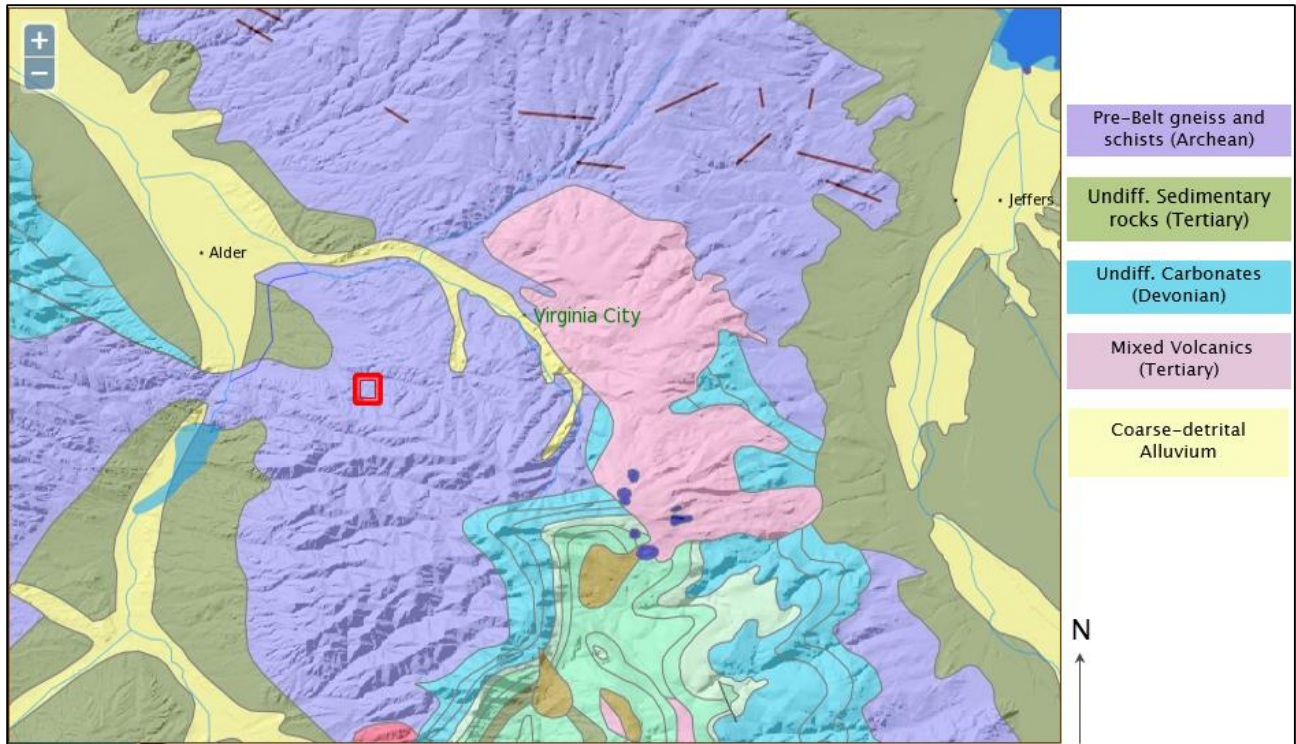 +
−
Alder
Virginia City
Jeffers
Pre-Belt gneiss and
schists (Archean)
Undiff. Sedimentary
rocks (Tertiary)
Undiff. Carbonates
(Devonian)
Mixed Volcanics
(Tertiary)
Coarse-detrital
Alluvium
N